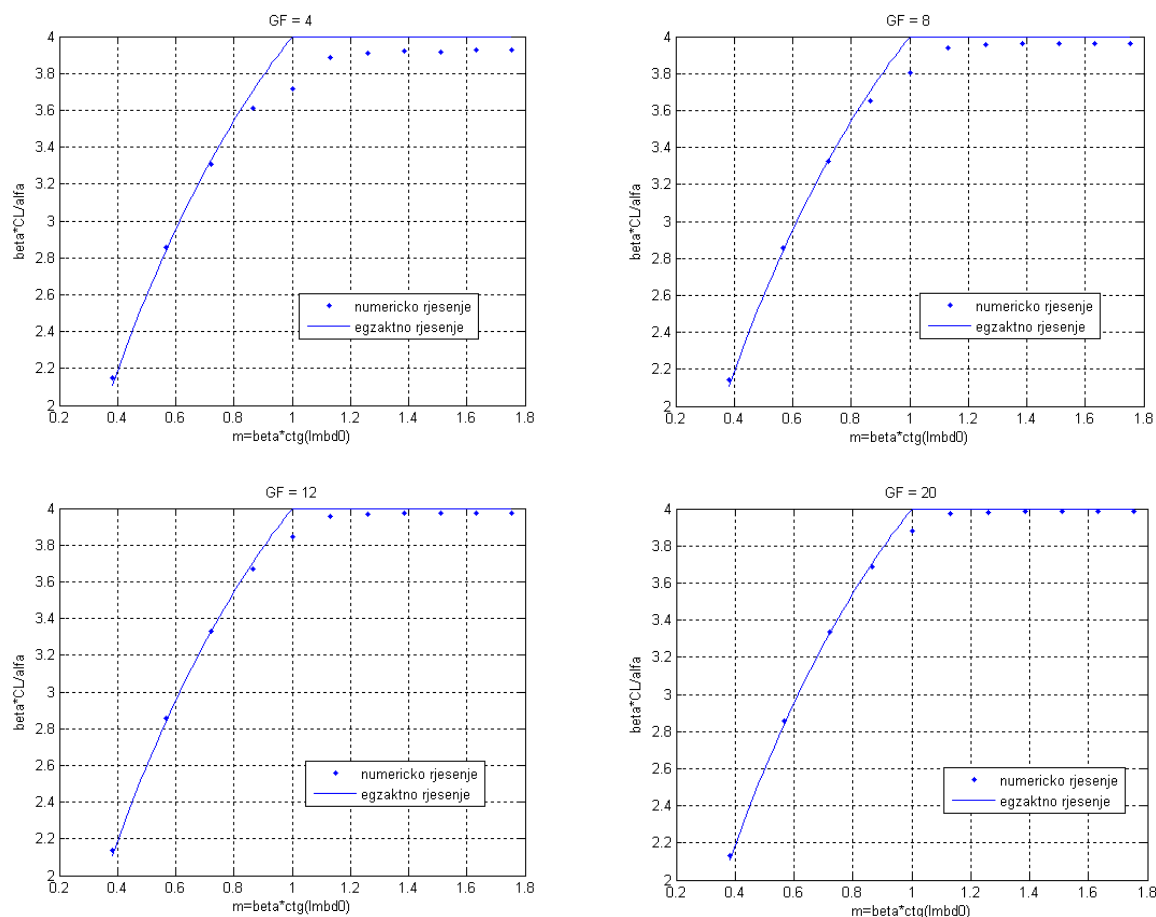 GF = 4
4
3.8
3.6
3.4
3.2
3
2.8
2.6
2.4
2.2
2
beta*CL/alfa
numericko rjesenje
egzaktno rjesenje
0.2 0.4 0.6 0.8 1 1.2 1.4 1.6 1.8
m=beta*ctg(lmbd0)
GF = 8
4
3.8
3.6
3.4
3.2
3
2.8
2.6
2.4
2.2
2
beta*CL/alfa
numericko rjesenje
egzaktno rjesenje
0.2 0.4 0.6 0.8 1 1.2 1.4 1.6 1.8
m=beta*ctg(lmbd0)
GF = 12
4
3.8
3.6
3.4
3.2
3
2.8
2.6
2.4
2.2
2
beta*CL/alfa
numericko rjesenje
egzaktno rjesenje
0.2 0.4 0.6 0.8 1 1.2 1.4 1.6 1.8
m=beta*ctg(lmbd0)
GF = 20
4
3.8
3.6
3.4
3.2
3
2.8
2.6
2.4
2.2
2
beta*CL/alfa
numericko rjesenje
egzaktno rjesenje
0.2 0.4 0.6 0.8 1 1.2 1.4 1.6 1.8
m=beta*ctg(lmbd0)